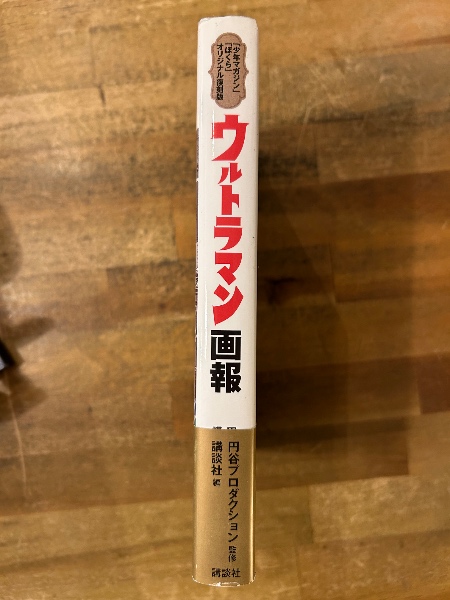 「少年マガジン」
「ぼくら」
オリジナル復刻版
ウルトラマン
画報
円谷プロダクション 監修
講談社 編
講談社